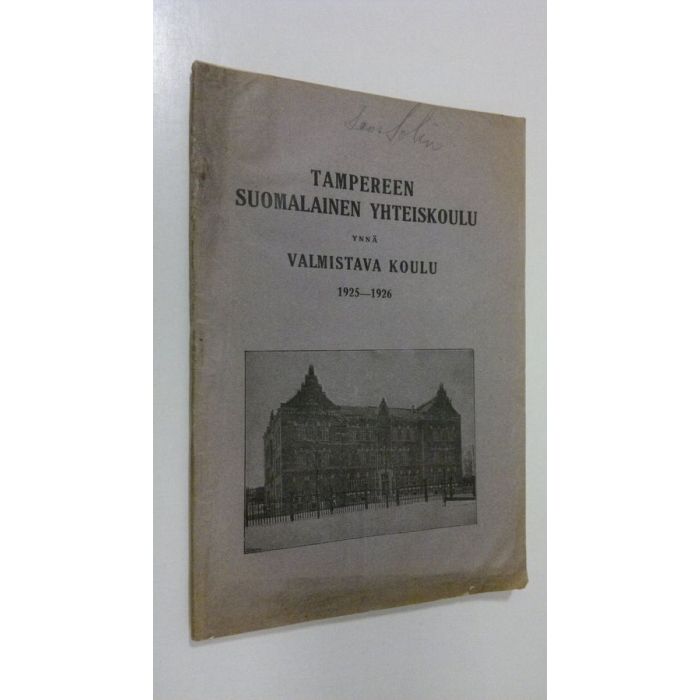 TAMPEREEN
SUOMALAINEN YHTEISKOULU
YNNÄ
VALMISTAVA KOULU
1925—1926